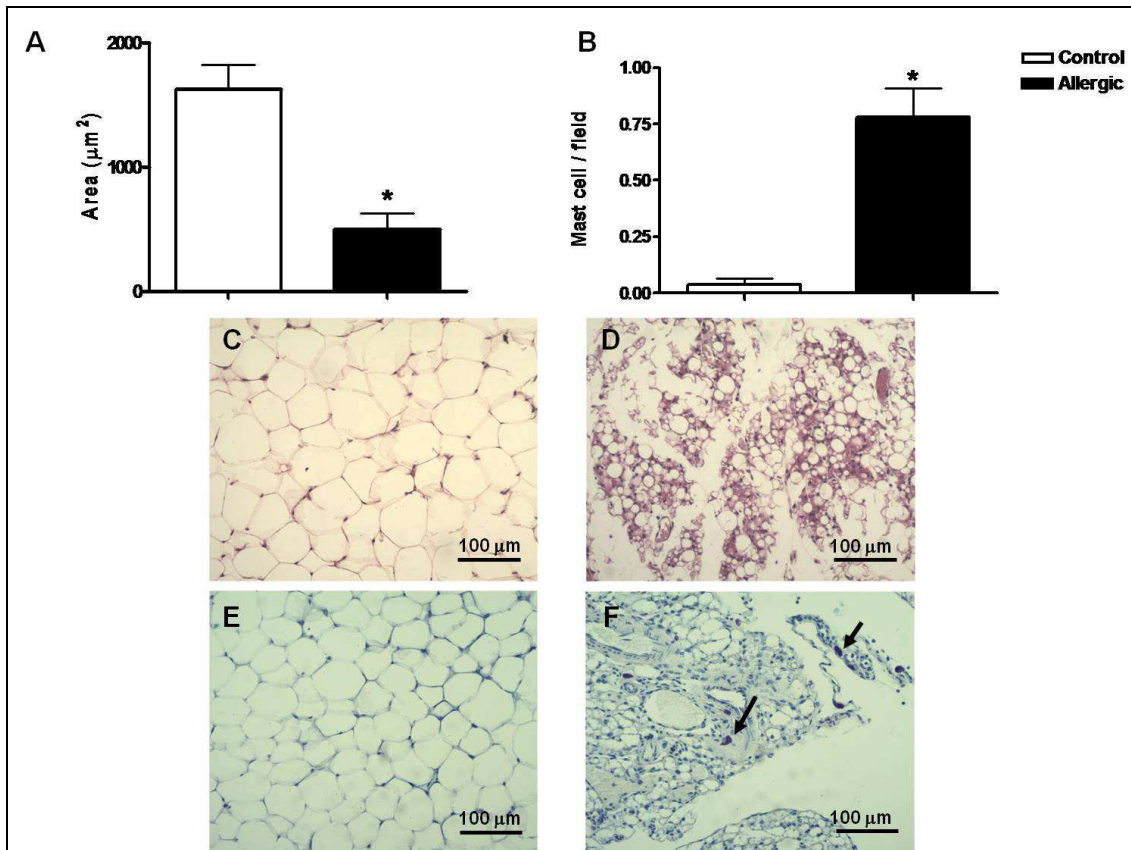 A
2000
1000
0
Area (μm²)
*
B
1.00
0.75
0.50
0.25
0.00
Mast cell / field
*
Control
Allergic
C
100 μm
D
100 μm
E
100 μm
F
100 μm